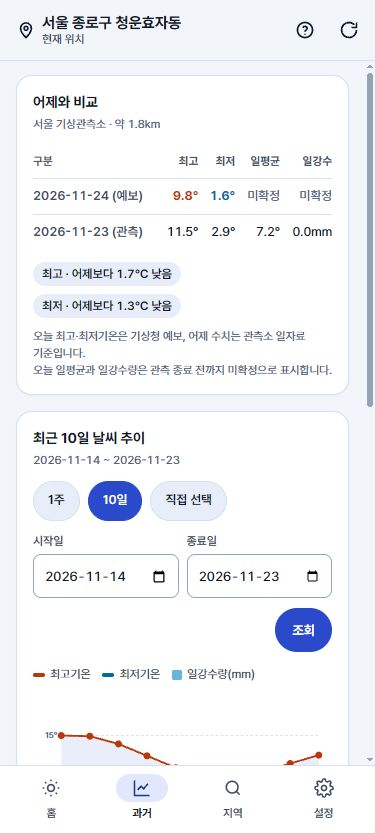 서울 종로구 청운효자동
현재 위치
어제와 비교
서울 기상관측소 · 약 1.8km
구분 최고 최저 일평균 일강수
2026-11-24 (예보) 9.8° 1.6° 미확정 미확정
2026-11-23 (관측) 11.5° 2.9° 7.2° 0.0mm
최고 · 어제보다 1.7°C 낮음
최저 · 어제보다 1.3°C 낮음
오늘 최고·최저기온은 기상청 예보, 어제 수치는 관측소 일자료
기준입니다.
오늘 일평균과 일강수량은 관측 종료 전까지 미확정으로 표시합니다.
최근 10일 날씨 추이
2026-11-14 ~ 2026-11-23
1주 10일 직접 선택
시작일 종료일
2026-11-14 2026-11-23
조회
최고기온 최저기온 일강수량(mm)
15°
홈 과거 지역 설정